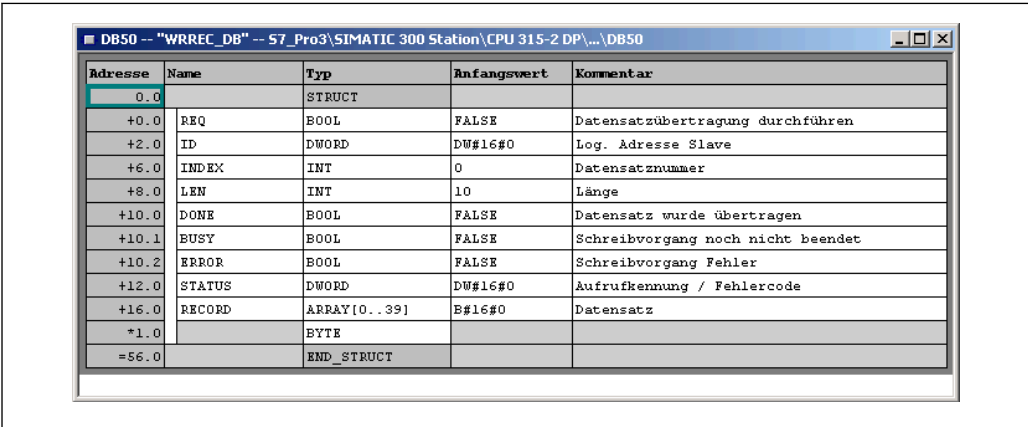 DB50 -- "WRREC_DB" -- S7_Pro3\SIMATIC 300 Station\CPU 315-2 DP\...\DB50
Adresse Name Typ Anfangswert Kommentar
0.0 STRUCT
+0.0 REQ BOOL FALSE Datensatzübertragung durchführen
+2.0 ID DWORD DW#16#0 Log. Adresse Slave
+6.0 INDEX INT 0 Datensatznummer
+8.0 LEN INT 10 Länge
+10.0 DONE BOOL FALSE Datensatz wurde übertragen
+10.1 BUSY BOOL FALSE Schreibvorgang noch nicht beendet
+10.2 ERROR BOOL FALSE Schreibvorgang Fehler
+12.0 STATUS DWORD DW#16#0 Aufrufkennung / Fehlercode
+16.0 RECORD ARRAY[0..39] B#16#0 Datensatz
*1.0 BYTE
=56.0 END_STRUCT